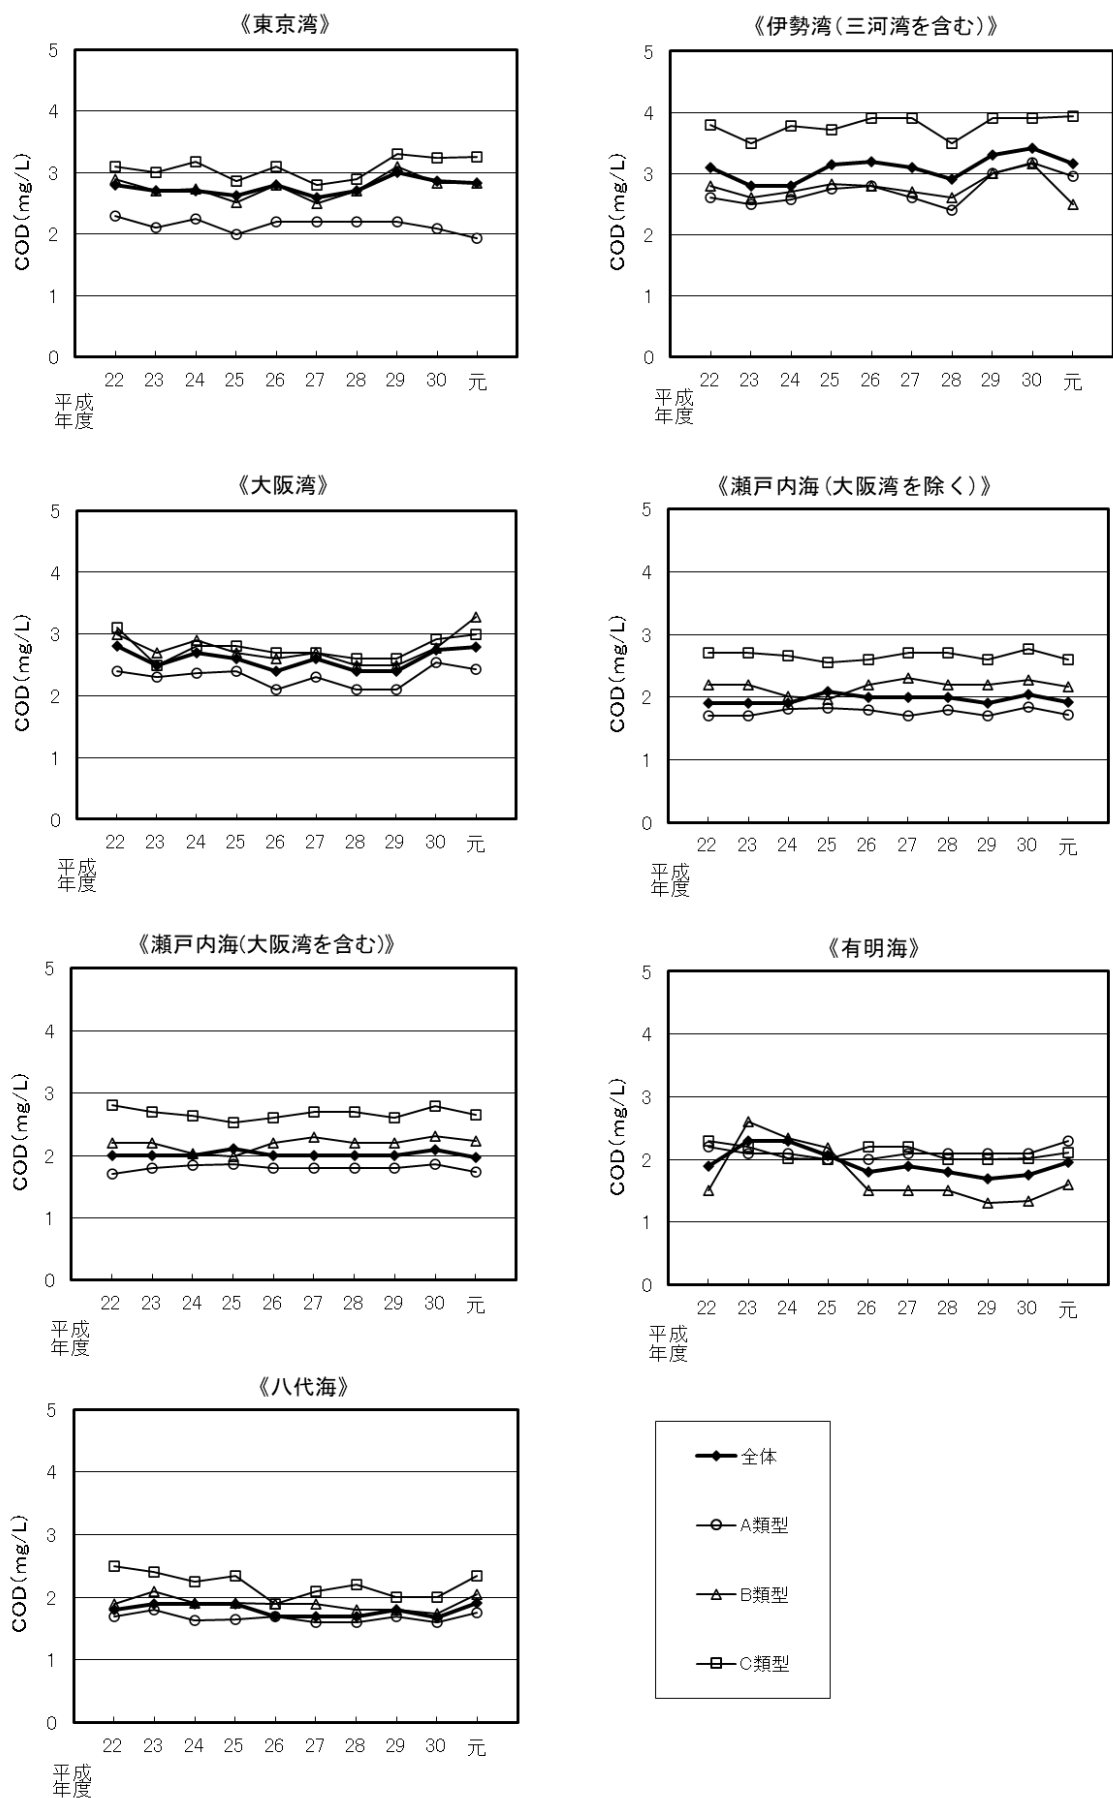 《東京湾》
5
4
3
2
1
0
COD(mg/L)
22 23 24 25 26 27 28 29 30 元
平成
年度
《伊勢湾(三河湾を含む)》
5
4
3
2
1
0
COD(mg/L)
22 23 24 25 26 27 28 29 30 元
平成
年度
《大阪湾》
5
4
3
2
1
0
COD(mg/L)
22 23 24 25 26 27 28 29 30 元
平成
年度
《瀬戸内海(大阪湾を除く)》
5
4
3
2
1
0
COD(mg/L)
22 23 24 25 26 27 28 29 30 元
平成
年度
《瀬戸内海(大阪湾を含む)》
5
4
3
2
1
0
COD(mg/L)
22 23 24 25 26 27 28 29 30 元
平成
年度
《有明海》
5
4
3
2
1
0
COD(mg/L)
22 23 24 25 26 27 28 29 30 元
平成
年度
《八代海》
5
4
3
2
1
0
COD(mg/L)
22 23 24 25 26 27 28 29 30 元
平成
年度
全体
A類型
B類型
C類型